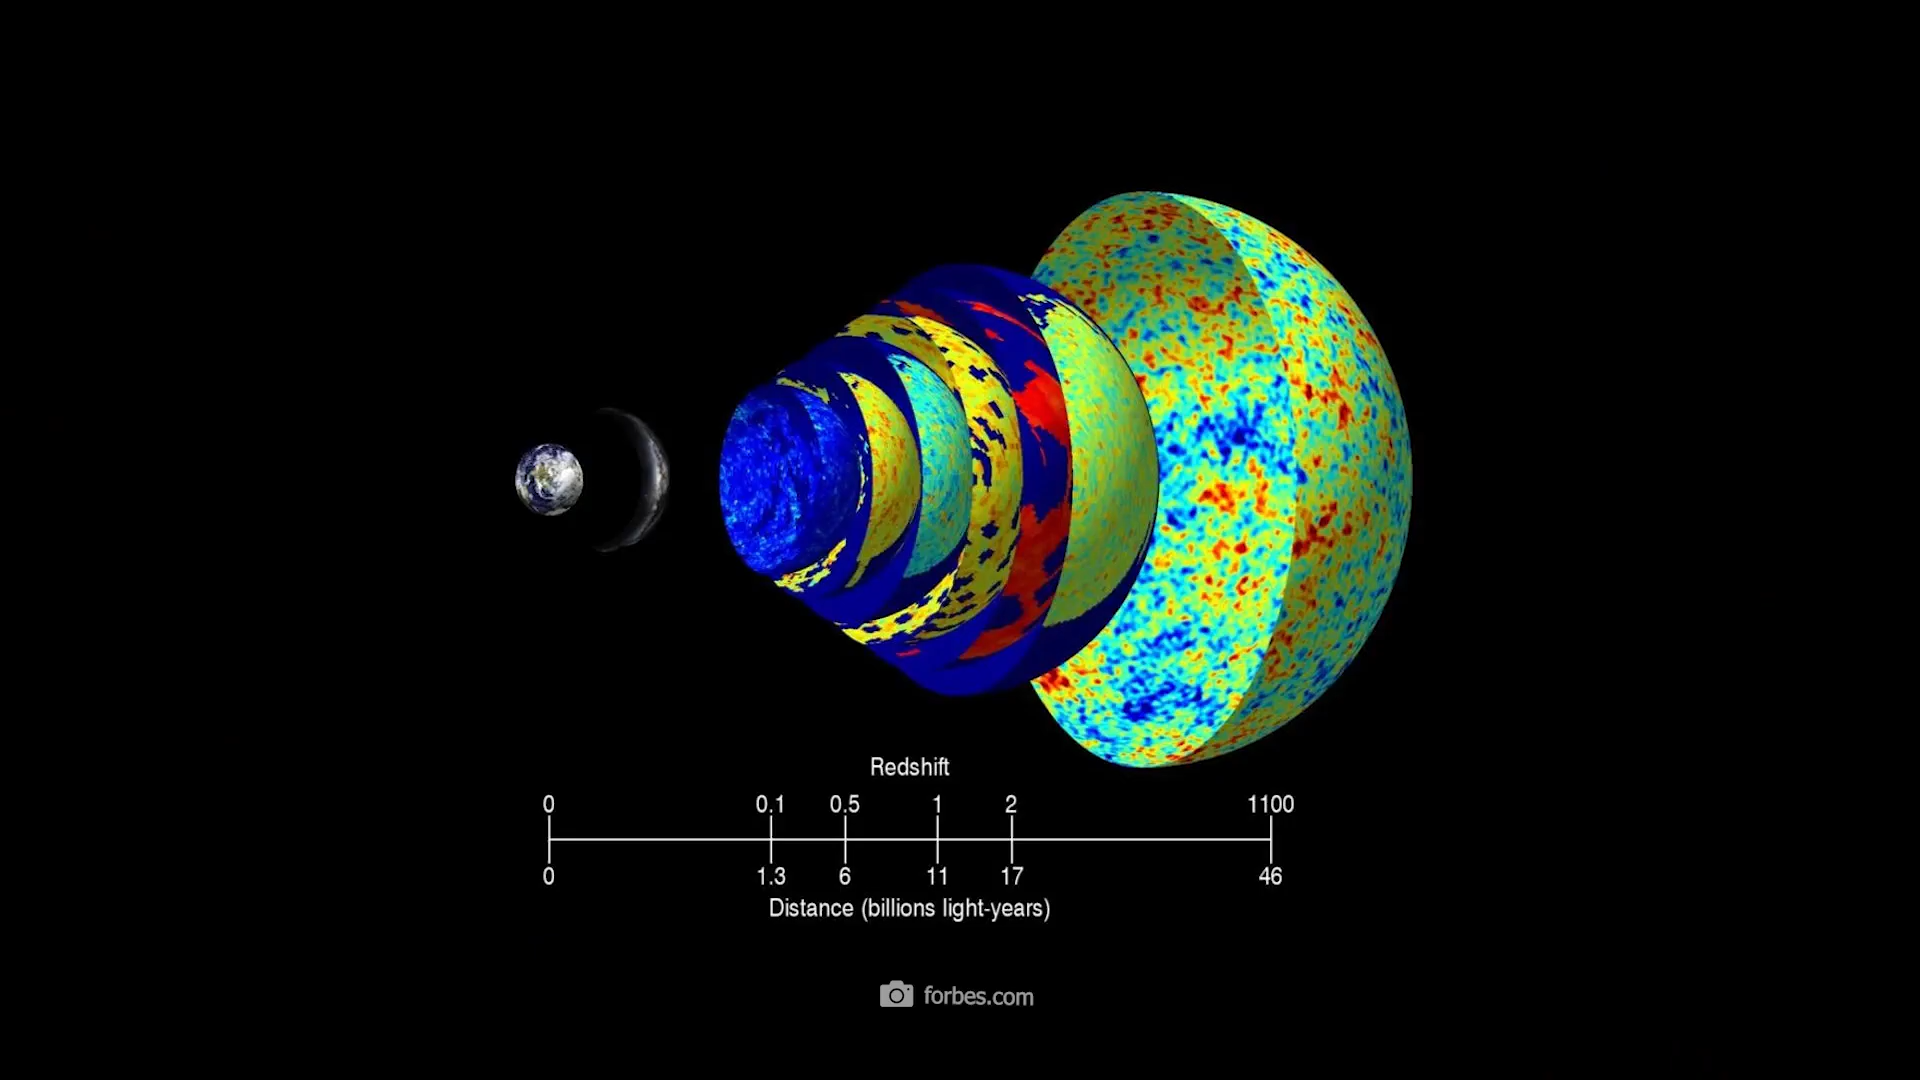 Redshift
0 0.1 0.5 1 2 1100
0 1.3 6 11 17 46
Distance (billions light-years)
forbes.com